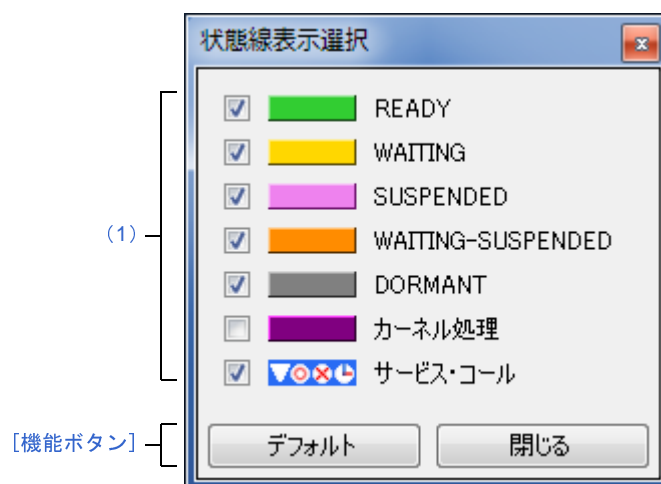 状態線表示選択
(1)
READY
WAITING
SUSPENDED
WAITING-SUSPENDED
DORMANT
カーネル処理
サービス・コール
[機能ボタン]
デフォルト
閉じる